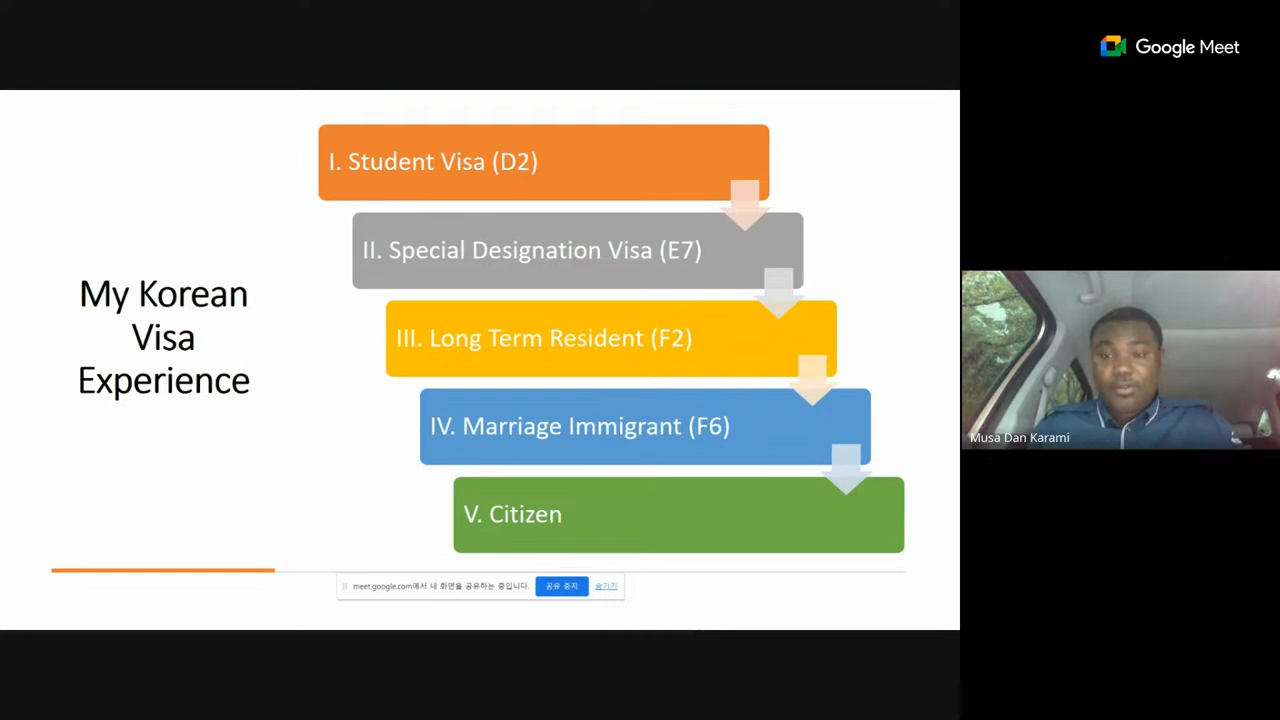 Google Meet
I. Student Visa (D2)
II. Special Designation Visa (E7)
My Korean
Visa
Experience
III. Long Term Resident (F2)
IV. Marriage Immigrant (F6)
V. Citizen
Musa Dan Karami
meet.google.com에서 내 화면을 공유하는 중입니다. 공유 중지 숨기기